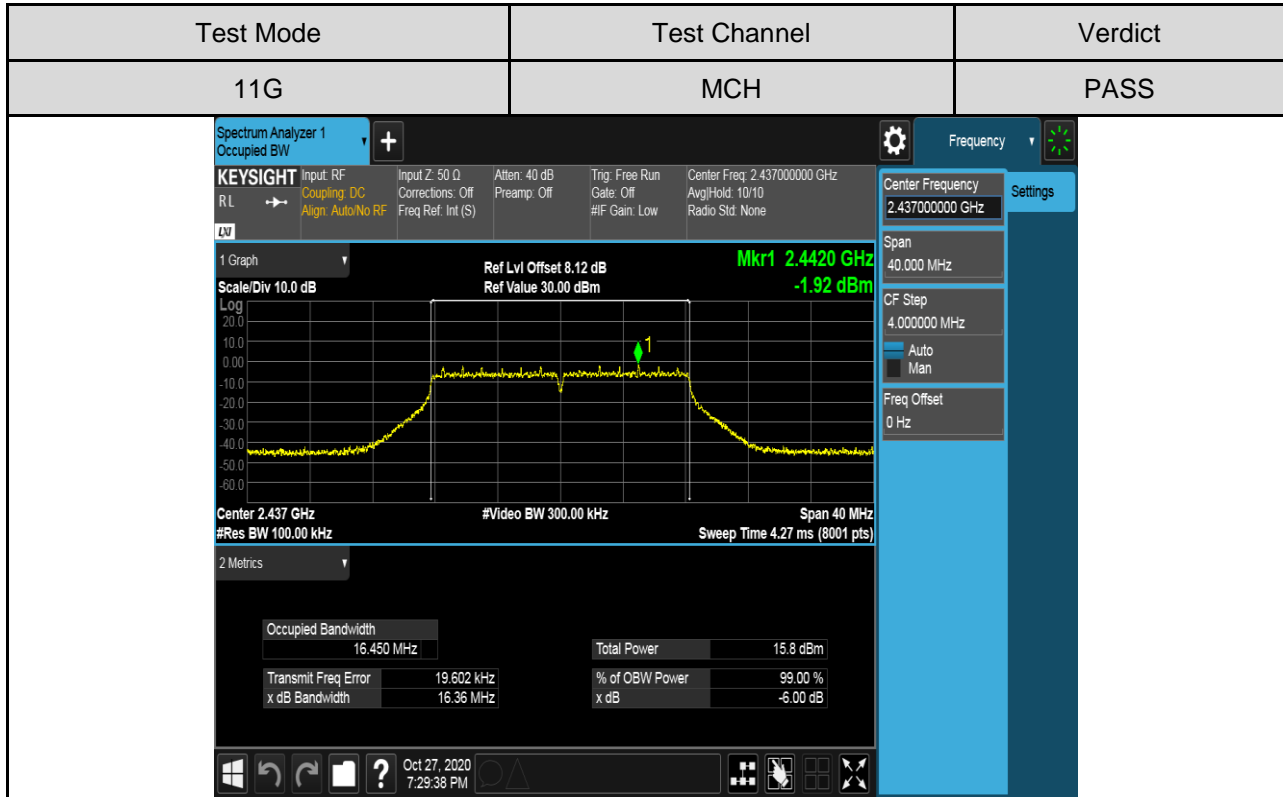 Test Mode Test Channel Verdict
11G MCH PASS
Spectrum Analyzer 1
Occupied BW
+
Frequency
KEYSIGHT
RL
LXI
Input: RF
Coupling: DC
Align: Auto/No RF
Input Z: 50 Ω
Corrections: Off
Freq Ref: Int (S)
Atten: 40 dB
Preamp: Off
Trig: Free Run
Gate: Off
#IF Gain: Low
Center Freq: 2.437000000 GHz
Avg|Hold: 10/10
Radio Std: None
Center Frequency
2.437000000 GHz
Settings
Span
40.000 MHz
CF Step
4.000000 MHz
Auto
Man
Freq Offset
0 Hz
1 Graph
Scale/Div 10.0 dB
Ref Lvl Offset 8.12 dB
Ref Value 30.00 dBm
Mkr1 2.4420 GHz
-1.92 dBm
Log
20.0
10.0
0.00
-10.0
-20.0
-30.0
-40.0
-50.0
-60.0
1
Center 2.437 GHz #Video BW 300.00 kHz Span 40 MHz
#Res BW 100.00 kHz Sweep Time 4.27 ms (8001 pts)
2 Metrics
Occupied Bandwidth
16.450 MHz
Total Power 15.8 dBm
Transmit Freq Error 19.602 kHz
% of OBW Power 99.00 %
x dB Bandwidth 16.36 MHz
x dB -6.00 dB
?
Oct 27, 2020
7:29:38 PM